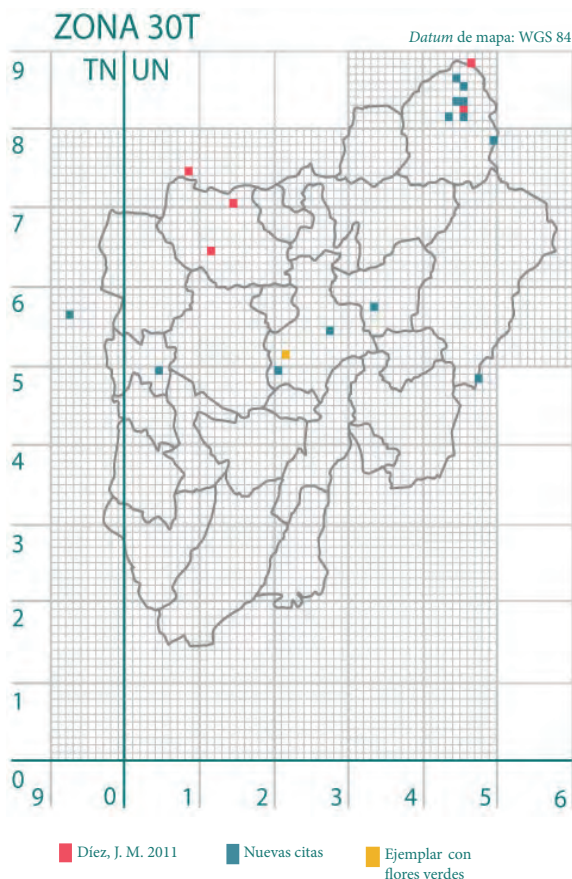 ZONA 30T
Datum de mapa: WGS 84
TN UN
9
8
7
6
5
4
3
2
1
0
9 0 1 2 3 4 5 6
Díez, J. M. 2011
Nuevas citas
Ejemplar con
flores verdes